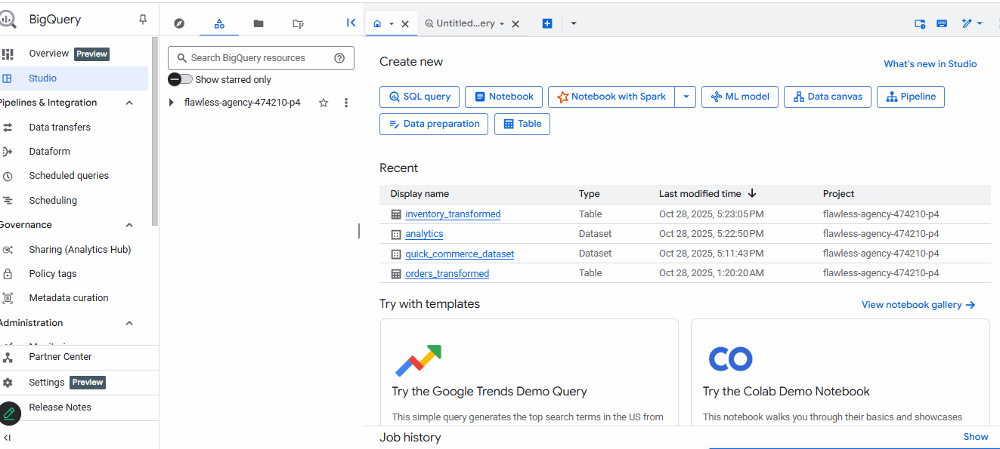 BigQuery
Overview Preview
Studio
Pipelines & Integration
Data transfers
Dataform
Scheduled queries
Scheduling
Governance
Sharing (Analytics Hub)
Policy tags
Metadata curation
Administration
Partner Center
Settings Preview
Release Notes
Search BigQuery resources
Show starred only
flawless-agency-474210-p4
Untitled...ery
Create new
What's new in Studio
SQL query Notebook Notebook with Spark ML model Data canvas Pipeline
Data preparation Table
Recent
Display name Type Last modified time Project
inventory_transformed Table Oct 28, 2025, 5:23:05 PM flawless-agency-474210-p4
analytics Dataset Oct 28, 2025, 5:22:50 PM flawless-agency-474210-p4
quick_commerce_dataset Dataset Oct 28, 2025, 5:11:43 PM flawless-agency-474210-p4
orders_transformed Table Oct 28, 2025, 1:20:20 AM flawless-agency-474210-p4
Try with templates
View notebook gallery
Try the Google Trends Demo Query
This simple query generates the top search terms in the US from
CO
Try the Colab Demo Notebook
This notebook walks you through their basics and showcases
Job history
Show